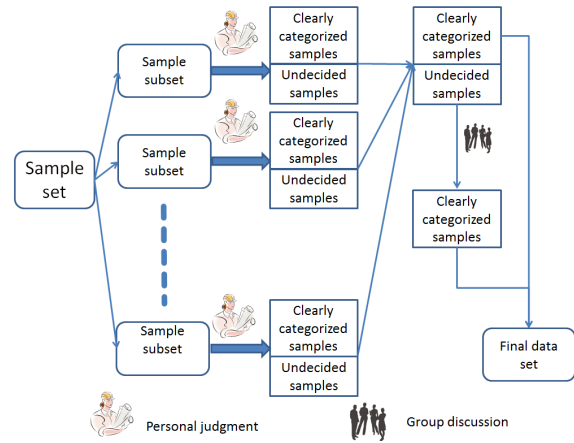 Sample
set
Sample
subset
Clearly
categorized
samples
Undecided
samples
Sample
subset
Clearly
categorized
samples
Undecided
samples
Sample
subset
Clearly
categorized
samples
Undecided
samples
Clearly
categorized
samples
Undecided
samples
Clearly
categorized
samples
Final data
set
Personal judgment
Group discussion